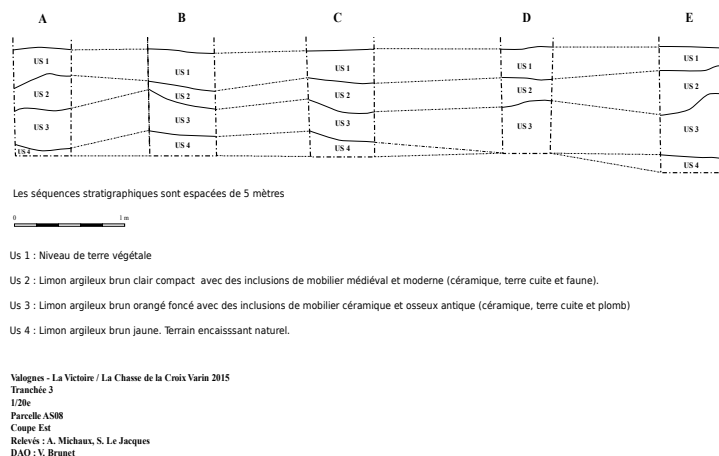 A B C D E
US 1 US 1 US 1 US 1 US 1
US 2 US 2 US 2 US 2 US 2
US 3 US 3 US 3 US 3 US 3
US 4 US 4 US 4 US 4
Les séquences stratigraphiques sont espacées de 5 mètres
0 1 m
Us 1 : Niveau de terre végétale
Us 2 : Limon argileux brun clair compact avec des inclusions de mobilier médiéval et moderne (céramique, terre cuite et faune).
Us 3 : Limon argileux brun orangé foncé avec des inclusions de mobilier céramique et osseux antique (céramique, terre cuite et plomb)
Us 4 : Limon argileux brun jaune. Terrain encaisssant naturel.
Valognes - La Victoire / La Chasse de la Croix Varin 2015
Tranchée 3
1/20e
Parcelle AS08
Coupe Est
Relevés : A. Michaux, S. Le Jacques
DAO : V. Brunet